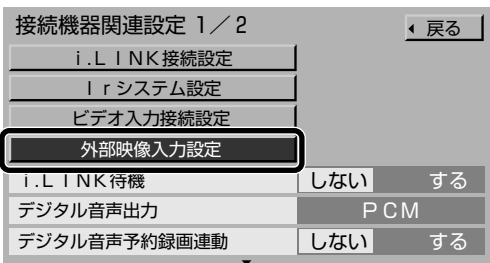 接続機器関連設定 1／2
戻る
i.LINK接続設定
Irシステム設定
ビデオ入力接続設定
外部映像入力設定
i.LINK待機 しない する
デジタル音声出力 PCM
デジタル音声予約録画連動 しない する